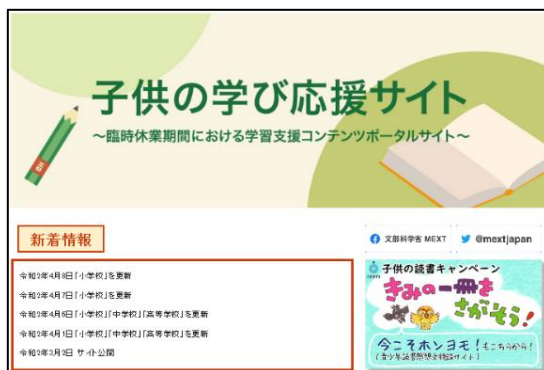 子供の学び応援サイト
～臨時休業期間における学習支援コンテンツポータルサイト～
HB
新着情報
令和2年4月8日「小学校」を更新
令和2年4月7日「小学校」を更新
令和2年4月6日「小学校」「中学校」「高等学校」を更新
令和2年4月1日「小学校」「中学校」「高等学校」を更新
令和2年3月2日 サイト公開
文部科学省 MEXT
@mextjapan
子供の読書キャンペーン
きみの一冊を
さがそう！
今こそホンヨモ！もこちらから！